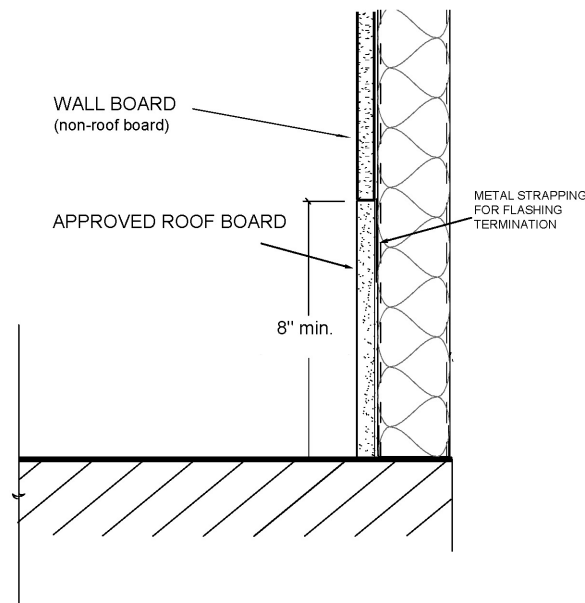 WALL BOARD
(non-roof board)
METAL STRAPPING
FOR FLASHING
TERMINATION
APPROVED ROOF BOARD
8" min.